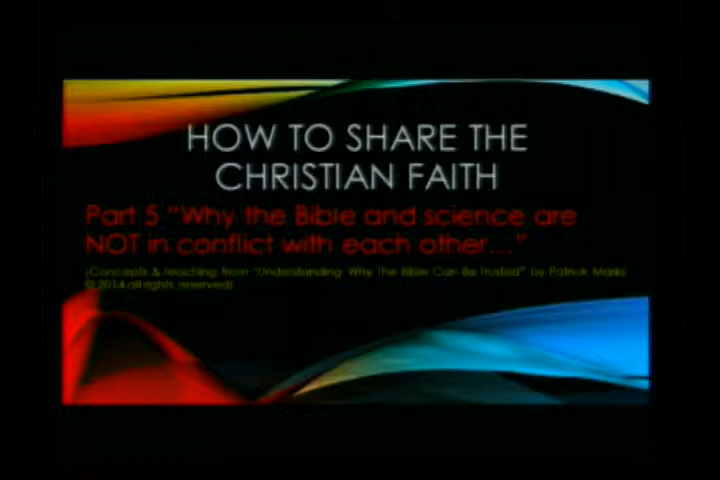 HOW TO SHARE THE
CHRISTIAN FAITH
Part 5 "Why the Bible and science are
NOT in conflict with each other..."
(Concepts & teaching from "Understanding Why The Bible Can Be Trusted" by Patrick Marks
© 2014 all rights reserved)